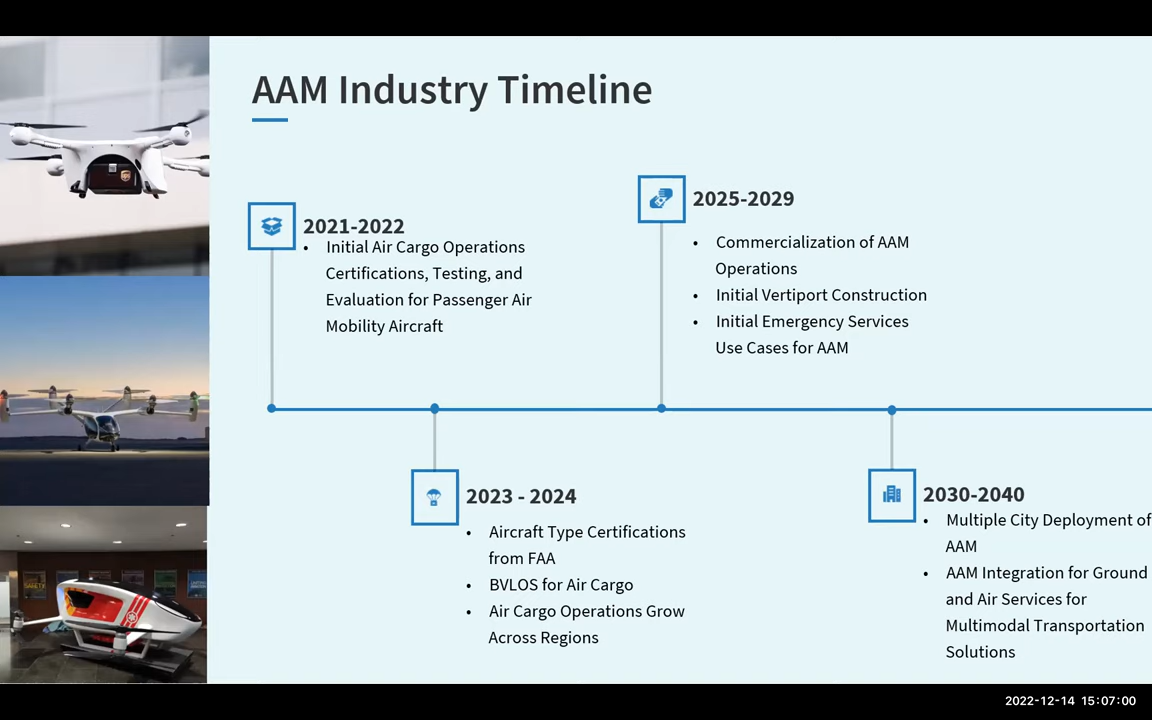 AAM Industry Timeline
2021-2022
• Initial Air Cargo Operations
Certifications, Testing, and
Evaluation for Passenger Air
Mobility Aircraft
2025-2029
• Commercialization of AAM
Operations
• Initial Vertiport Construction
• Initial Emergency Services
Use Cases for AAM
2023 - 2024
• Aircraft Type Certifications
from FAA
• BVLOS for Air Cargo
• Air Cargo Operations Grow
Across Regions
2030-2040
• Multiple City Deployment of
AAM
• AAM Integration for Ground
and Air Services for
Multimodal Transportation
Solutions
2022-12-14 15:07:00